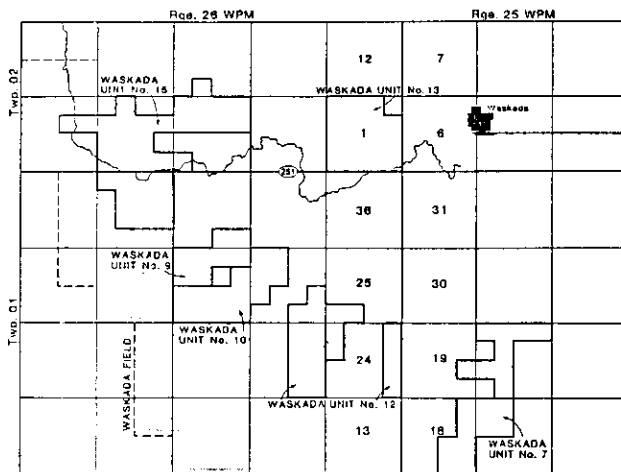 Rge. 26 WPM
Rge. 25 WPM
Twp. 02
12
7
WASKADA
UNIT No. 15
WASKADA UNIT No. 13
Waskada
1
6
251
36
31
WASKADA
UNIT No. 9
25
30
Twp. 01
WASKADA
UNIT No. 10
WASKADA FIELD
24
19
WASKADA UNIT No. 12
13
18
WASKADA
UNIT No. 7